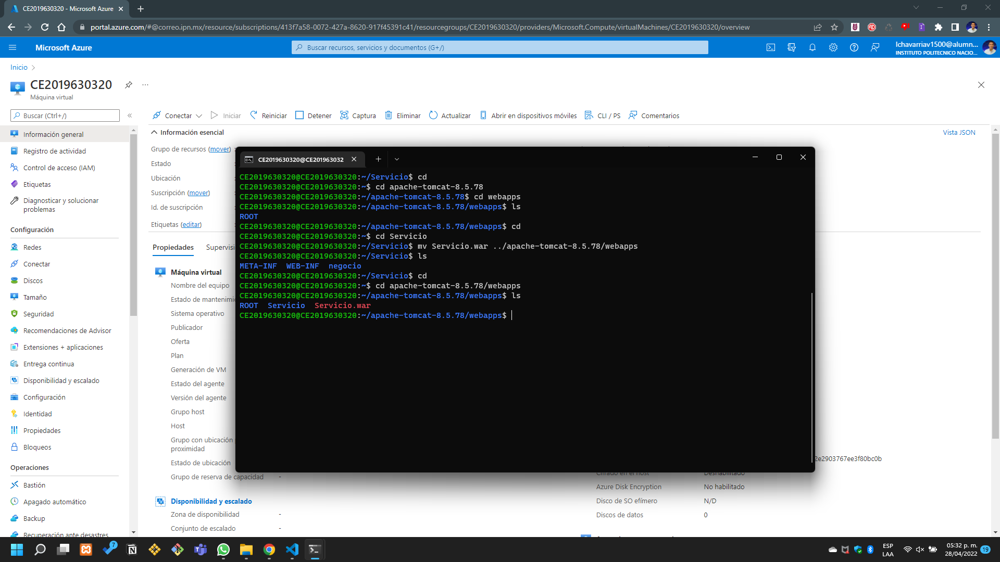 CE2019630320 - Microsoft Azure
portal.azure.com/#@correo.ipn.mx/resource/subscriptions/413f7a58-0072-427a-8620-917f45391c41/resourcegroups/CE2019630320/providers/Microsoft.Compute/virtualMachines/CE2019630320/overview
Microsoft Azure
Buscar recursos, servicios y documentos (G+/)
lchavarriav1500@alumn...
INSTITUTO POLITECNICO NACIO...
Inicio
CE2019630320
Máquina virtual
Buscar (Ctrl+/)
Conectar
Iniciar
Reiniciar
Detener
Captura
Eliminar
Actualizar
Abrir en dispositivos móviles
CLI / PS
Comentarios
Información general
Registro de actividad
Control de acceso (IAM)
Etiquetas
Diagnosticar y solucionar
problemas
Configuración
Redes
Conectar
Discos
Tamaño
Seguridad
Recomendaciones de Advisor
Extensiones + aplicaciones
Entrega continua
Disponibilidad y escalado
Configuración
Identidad
Propiedades
Bloqueos
Operaciones
Bastión
Apagado automático
Backup
Recuperación ante desastres
Información esencial
Vista JSON
Grupo de recursos (mover)
Estado
Ubicación
Suscripción (mover)
Id. de suscripción
Etiquetas (editar)
Propiedades
Supervisi
Máquina virtual
Nombre del equipo
Estado de mantenimi
Sistema operativo
Publicador
Oferta
Plan
Generación de VM
Estado del agente
Versión del agente
Grupo host
Host
Grupo con ubicación
proximidad
Estado de ubicación
Grupo de reserva de capacidad -
Disponibilidad y escalado
Zona de disponibilidad -
Conjunto de escalado -
CE2019630320@CE201963032
CE2019630320@CE2019630320:~/Servicio$ cd
CE2019630320@CE2019630320:~$ cd apache-tomcat-8.5.78
CE2019630320@CE2019630320:~/apache-tomcat-8.5.78$ cd webapps
CE2019630320@CE2019630320:~/apache-tomcat-8.5.78/webapps$ ls
ROOT
CE2019630320@CE2019630320:~/apache-tomcat-8.5.78/webapps$ cd
CE2019630320@CE2019630320:~$ cd Servicio
CE2019630320@CE2019630320:~/Servicio$ mv Servicio.war ../apache-tomcat-8.5.78/webapps
CE2019630320@CE2019630320:~/Servicio$ ls
META-INF WEB-INF negocio
CE2019630320@CE2019630320:~/Servicio$ cd
CE2019630320@CE2019630320:~$ cd apache-tomcat-8.5.78/webapps
CE2019630320@CE2019630320:~/apache-tomcat-8.5.78/webapps$ ls
ROOT Servicio Servicio.war
CE2019630320@CE2019630320:~/apache-tomcat-8.5.78/webapps$
2e2903767ee3f80bc0b
Cifrado en el host Deshabilitado
Azure Disk Encryption No habilitado
Disco de SO efímero N/D
Discos de datos 0
7
ESP
LAA
05:32 p. m.
28/04/2022
19